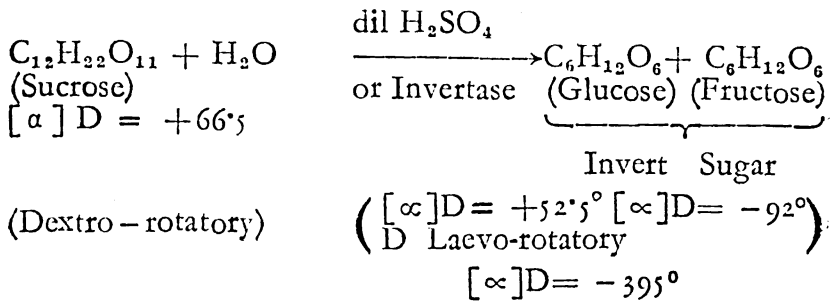 dil H₂SO₄
C₁₂H₂₂O₁₁ + H₂O ⟶ C₆H₁₂O₆+ C₆H₁₂O₆
(Sucrose) or Invertase (Glucose) (Fructose)
[ α ] D = +66·5
Invert Sugar
(Dextro – rotatory) ( [∝]D= +52·5° [∝]D= −92° )
D Laevo-rotatory
[∝]D= −395°